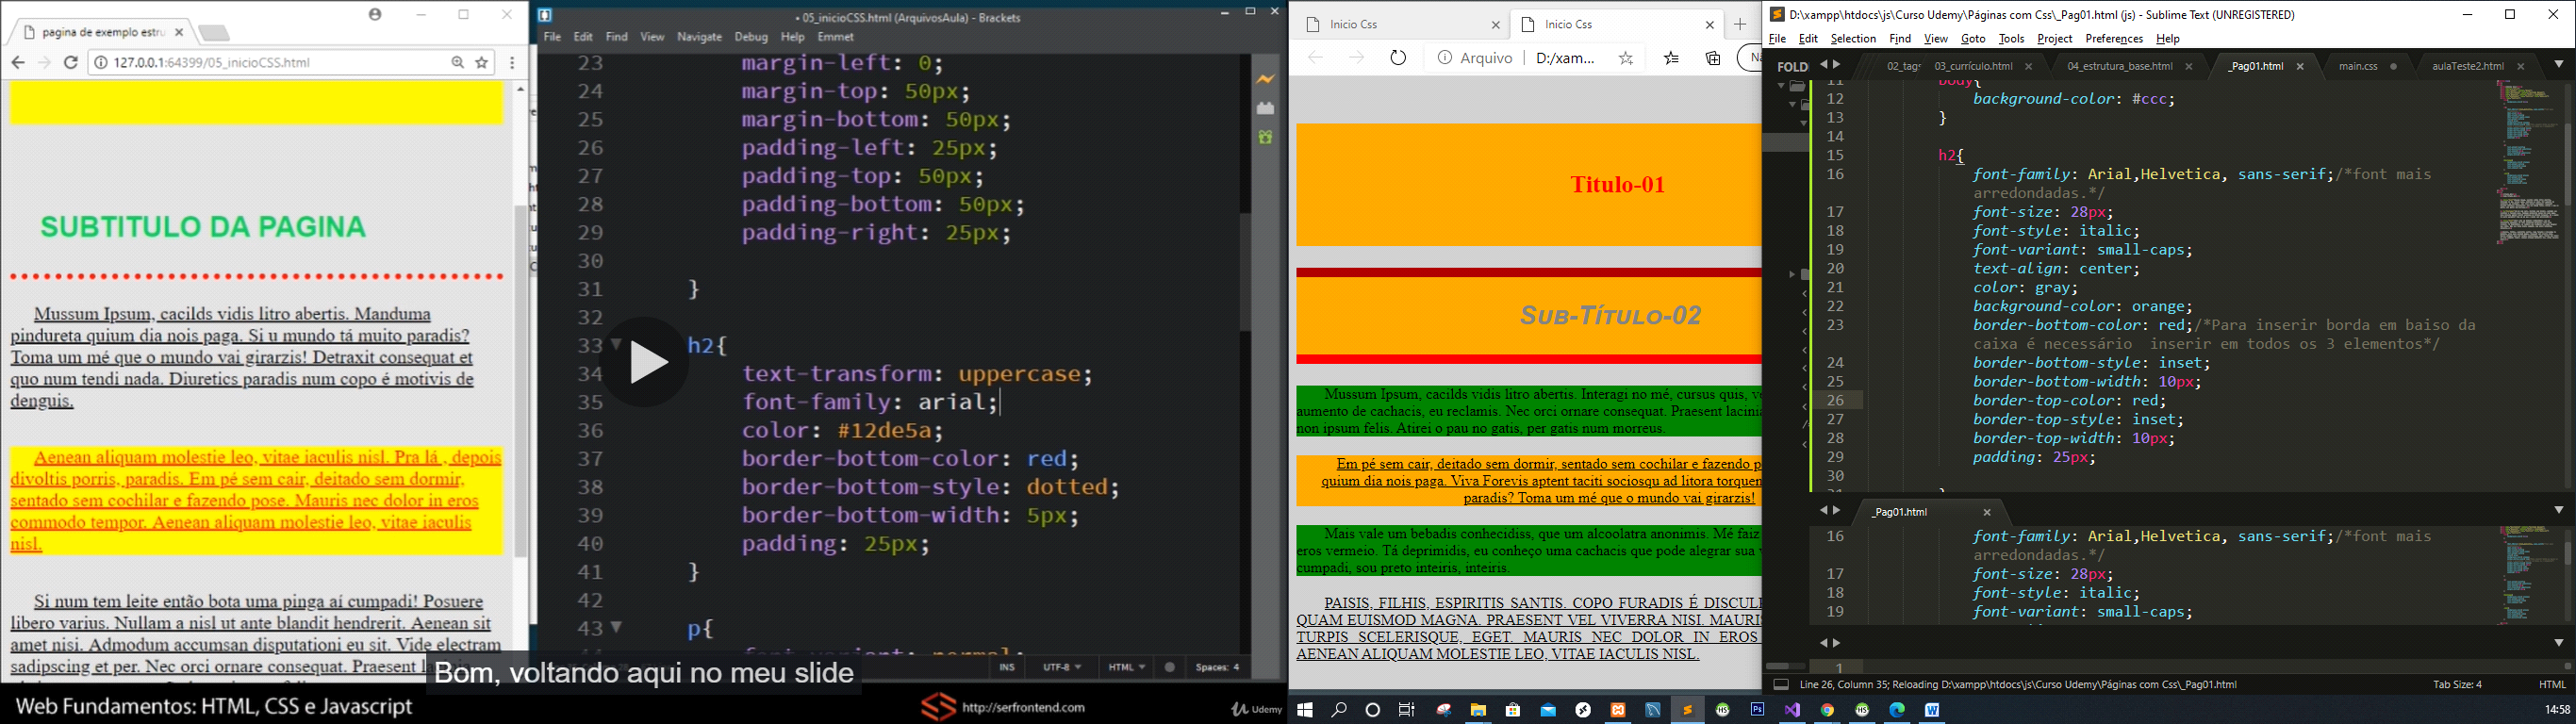 pagina de exemplo estru
127.0.0.1:64399/05_inicioCSS.html
SUBTITULO DA PAGINA
Mussum Ipsum, cacilds vidis litro abertis. Manduma
pindureta quium dia nois paga. Si u mundo tá muito paradis?
Toma um mé que o mundo vai girarzis! Detraxit consequat et
quo num tendi nada. Diuretics paradis num copo é motivis de
denguis.
Aenean aliquam molestie leo, vitae iaculis nisl. Pra lá , depois
divoltis porris, paradis. Em pé sem cair, deitado sem dormir,
sentado sem cochilar e fazendo pose. Mauris nec dolor in eros
commodo tempor. Aenean aliquam molestie leo, vitae iaculis
nisl.
Si num tem leite então bota uma pinga aí cumpadi! Posuere
libero varius. Nullam a nisl ut ante blandit hendrerit. Aenean sit
amet nisi. Admodum accumsan disputationi eu sit. Vide electram
sadipscing et per. Nec orci ornare consequat. Praesent
Bom, voltando aqui no meu slide
Web Fundamentos: HTML, CSS e Javascript
http://serfrontend.com
Udemy
• 05_inicioCSS.html (ArquivosAula) - Brackets
File Edit Find View Navigate Debug Help Emmet
23 margin-left: 0;
24 margin-top: 50px;
25 margin-bottom: 50px;
26 padding-left: 25px;
27 padding-top: 50px;
28 padding-bottom: 50px;
29 padding-right: 25px;
30
31 }
32
33 h2{
34 text-transform: uppercase;
35 font-family: arial;
36 color: #12de5a;
37 border-bottom-color: red;
38 border-bottom-style: dotted;
39 border-bottom-width: 5px;
40 padding: 25px;
41 }
42
43 p{
font-variant: normal;
INS UTF-8 HTML Spaces: 4
Inicio Css
Inicio Css
Arquivo D:/xam...
Titulo-01
Sub-Título-02
Mussum Ipsum, cacilds vidis litro abertis. Interagi no mé, cursus quis,
aumento de cachacis, eu reclamis. Nec orci ornare consequat. Praesent lacinia
non ipsum felis. Atirei o pau no gatis, per gatis num morreus.
Em pé sem cair, deitado sem dormir, sentado sem cochilar e fazendo p
quium dia nois paga. Viva Forevis aptent taciti sociosqu ad litora torquen
paradis? Toma um mé que o mundo vai girarzis!
Mais vale um bebadis conhecidiss, que um alcoolatra anonimis. Mé faiz
eros vermeio. Tá deprimidis, eu conheço uma cachacis que pode alegrar sua
cumpadi, sou preto inteiris, inteiris.
PAISIS, FILHIS, ESPIRITIS SANTIS. COPO FURADIS É DISCULI
QUAM EUISMOD MAGNA. PRAESENT VEL VIVERRA NISI. MAURIS
TURPIS SCELERISQUE, EGET. MAURIS NEC DOLOR IN EROS
AENEAN ALIQUAM MOLESTIE LEO, VITAE IACULIS NISL.
D:\xampp\htdocs\js\Curso Udemy\Páginas com Css\_Pag01.html (js) - Sublime Text (UNREGISTERED)
File Edit Selection Find View Goto Tools Project Preferences Help
FOLD
02_tags 03_currículo.html 04_estrutura_base.html _Pag01.html main.css aulaTeste2.html
11 body{
12 background-color: #ccc;
13 }
14
15 h2{
16 font-family: Arial,Helvetica, sans-serif;/*font mais
arredondadas.*/
17 font-size: 28px;
18 font-style: italic;
19 font-variant: small-caps;
20 text-align: center;
21 color: gray;
22 background-color: orange;
23 border-bottom-color: red;/*Para inserir borda em baiso da
caixa é necessário inserir em todos os 3 elementos*/
24 border-bottom-style: inset;
25 border-bottom-width: 10px;
26 border-top-color: red;
27 border-top-style: inset;
28 border-top-width: 10px;
29 padding: 25px;
30
_Pag01.html
16 font-family: Arial,Helvetica, sans-serif;/*font mais
arredondadas.*/
17 font-size: 28px;
18 font-style: italic;
19 font-variant: small-caps;
1
Line 26, Column 35; Reloading D:\xampp\htdocs\js\Curso Udemy\Páginas com Css\_Pag01.html
Tab Size: 4 HTML
14:58